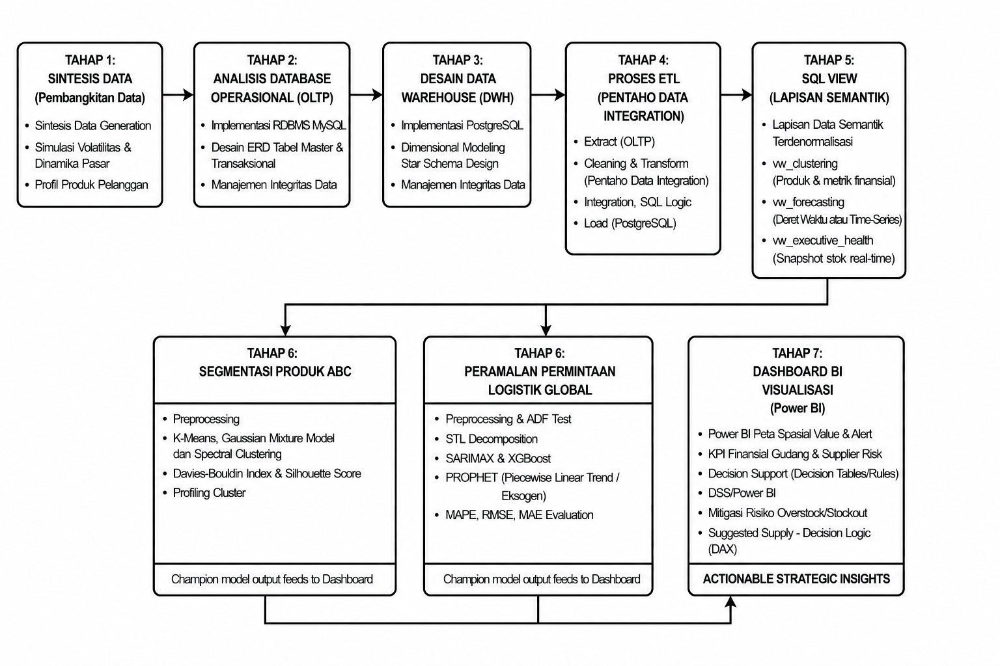 TAHAP 1:
SINTESIS DATA
(Pembangkitan Data)
• Sintesis Data Generation
• Simulasi Volatilitas &
Dinamika Pasar
• Profil Produk Pelanggan
TAHAP 2:
ANALISIS DATABASE
OPERASIONAL (OLTP)
• Implementasi RDBMS MySQL
• Desain ERD Tabel Master &
Transaksional
• Manajemen Integritas Data
TAHAP 3:
DESAIN DATA
WAREHOUSE (DWH)
• Implementasi PostgreSQL
• Dimensional Modeling
Star Schema Design
• Manajemen Integritas Data
TAHAP 4:
PROSES ETL
(PENTAHO DATA
INTEGRATION)
• Extract (OLTP)
• Cleaning & Transform
(Pentaho Data Integration)
• Integration, SQL Logic
• Load (PostgreSQL)
TAHAP 5:
SQL VIEW
(LAPISAN SEMANTIK)
• Lapisan Data Semantik
Terdenormalisasi
• vw_clustering
(Produk & metrik finansial)
• vw_forecasting
(Deret Waktu atau Time-Series)
• vw_executive_health
(Snapshot stok real-time)
TAHAP 6:
SEGMENTASI PRODUK ABC
• Preprocessing
• K-Means, Gaussian Mixture Model
dan Spectral Clustering
• Davies-Bouldin Index & Silhouette Score
• Profiling Cluster
Champion model output feeds to Dashboard
TAHAP 6:
PERAMALAN PERMINTAAN
LOGISTIK GLOBAL
• Preprocessing & ADF Test
• STL Decomposition
• SARIMAX & XGBoost
• PROPHET (Piecewise Linear Trend /
Eksogen)
• MAPE, RMSE, MAE Evaluation
Champion model output feeds to Dashboard
TAHAP 7:
DASHBOARD BI
VISUALISASI
(Power BI)
• Power BI Peta Spasial Value & Alert
• KPI Finansial Gudang & Supplier Risk
• Decision Support (Decision Tables/Rules)
• DSS/Power BI
• Mitigasi Risiko Overstock/Stockout
• Suggested Supply - Decision Logic
(DAX)
ACTIONABLE STRATEGIC INSIGHTS